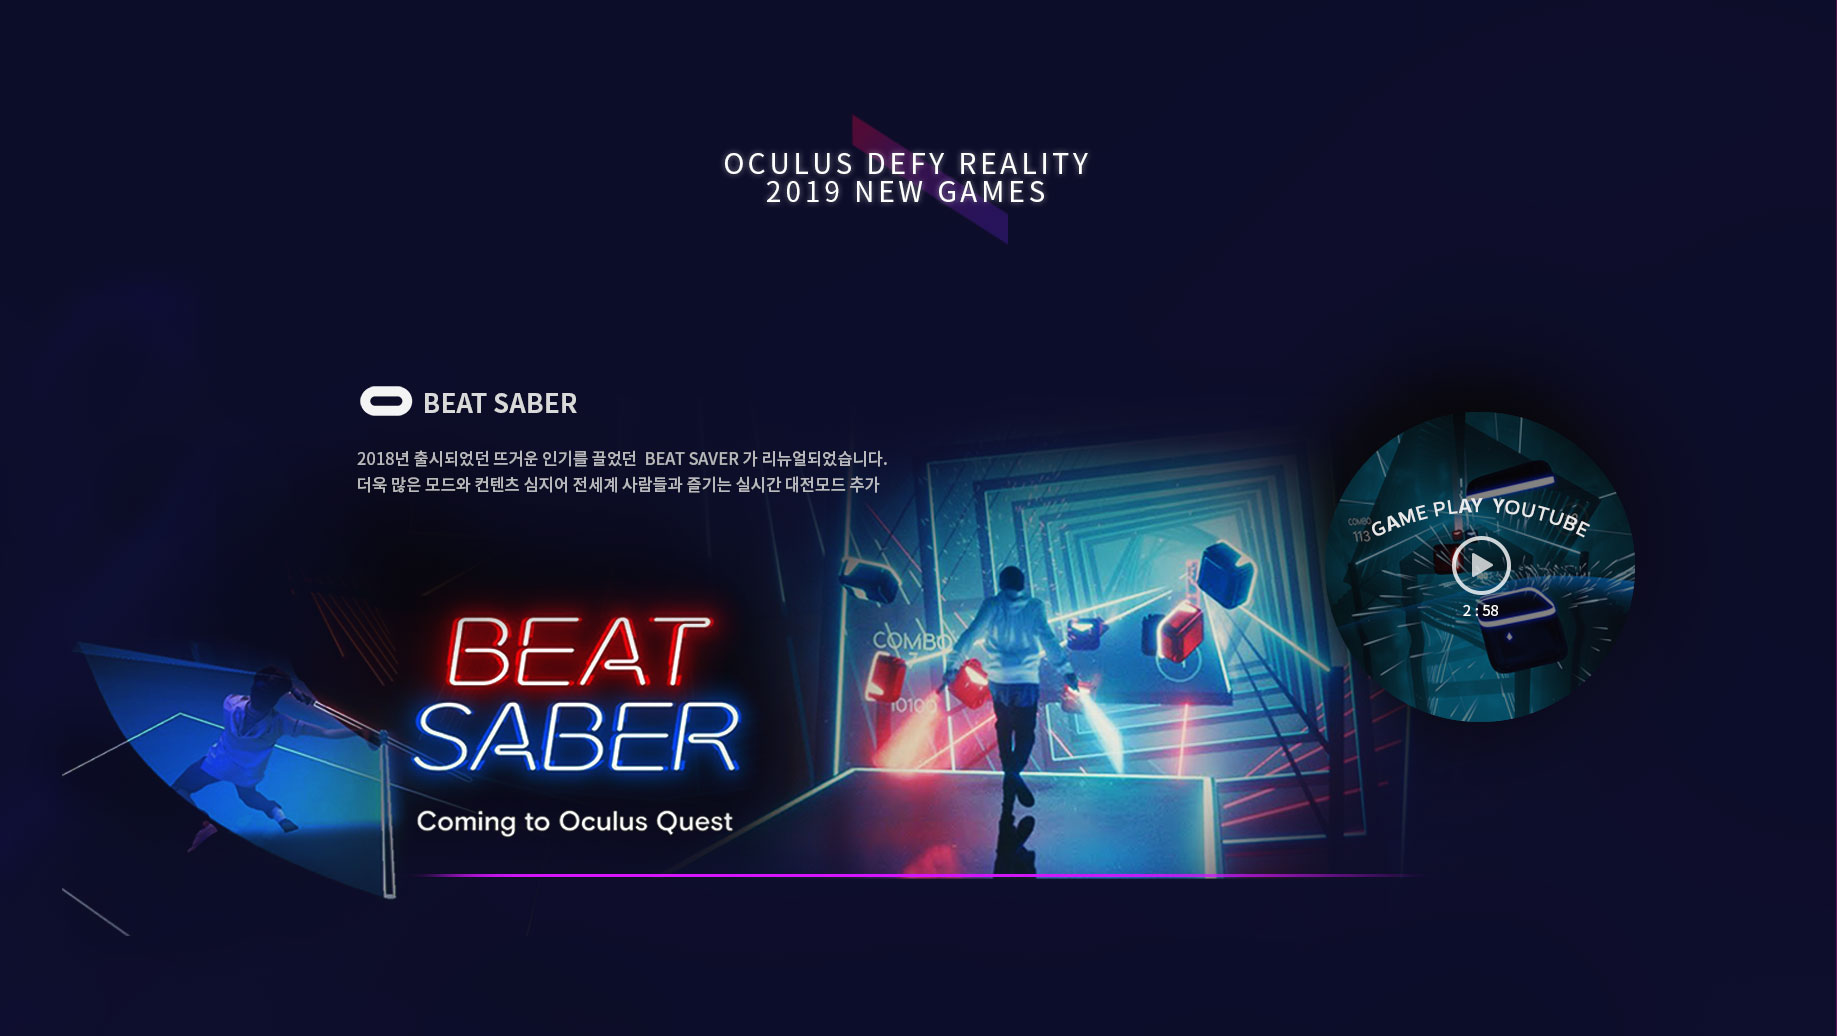 OCULUS DEFY REALITY
2019 NEW GAMES
BEAT SABER
2018년 출시되었던 뜨거운 인기를 끌었던 BEAT SAVER 가 리뉴얼되었습니다.
더욱 많은 모드와 컨텐츠 심지어 전세계 사람들과 즐기는 실시간 대전모드 추가
GAME PLAY YOUTUBE
COMBO
113
2:58
COMBO
BEAT
SABER
Coming to Oculus Quest